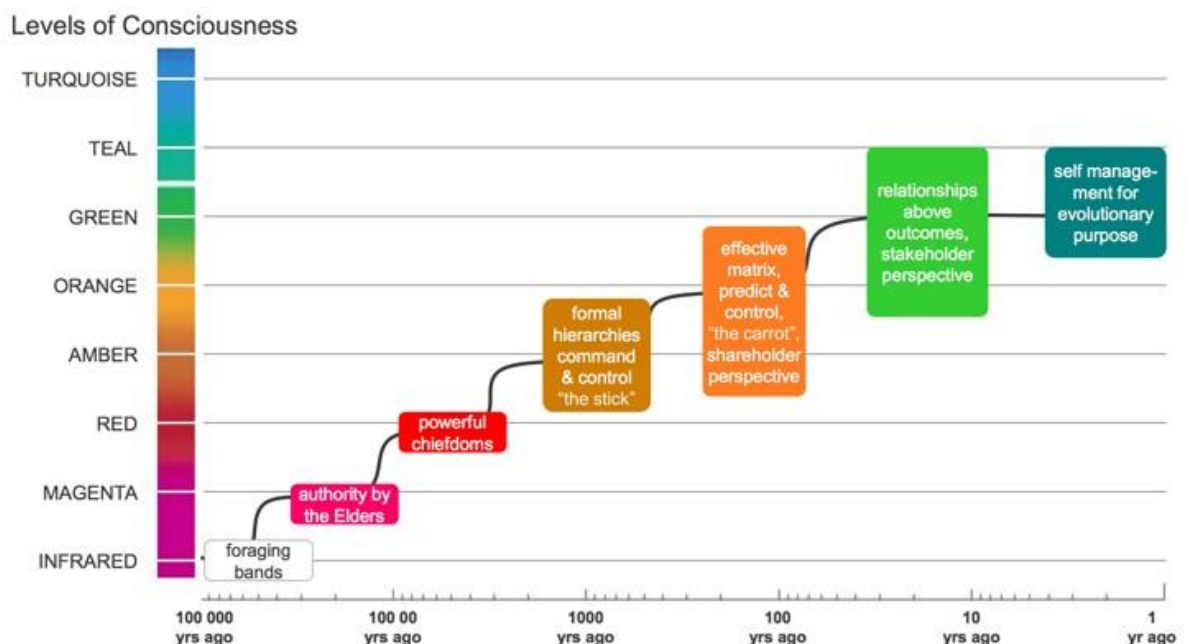 Levels of Consciousness
TURQUOISE
TEAL
GREEN
ORANGE
AMBER
RED
MAGENTA
INFRARED
foraging
bands
authority by
the Elders
powerful
chiefdoms
formal
hierarchies
command
& control
"the stick"
effective
matrix,
predict &
control,
"the carrot",
shareholder
perspective
relationships
above
outcomes,
stakeholder
perspective
self manage-
ment for
evolutionary
purpose
100 000
yrs ago
100 00
yrs ago
1000
yrs ago
100
yrs ago
10
yrs ago
1
yr ago